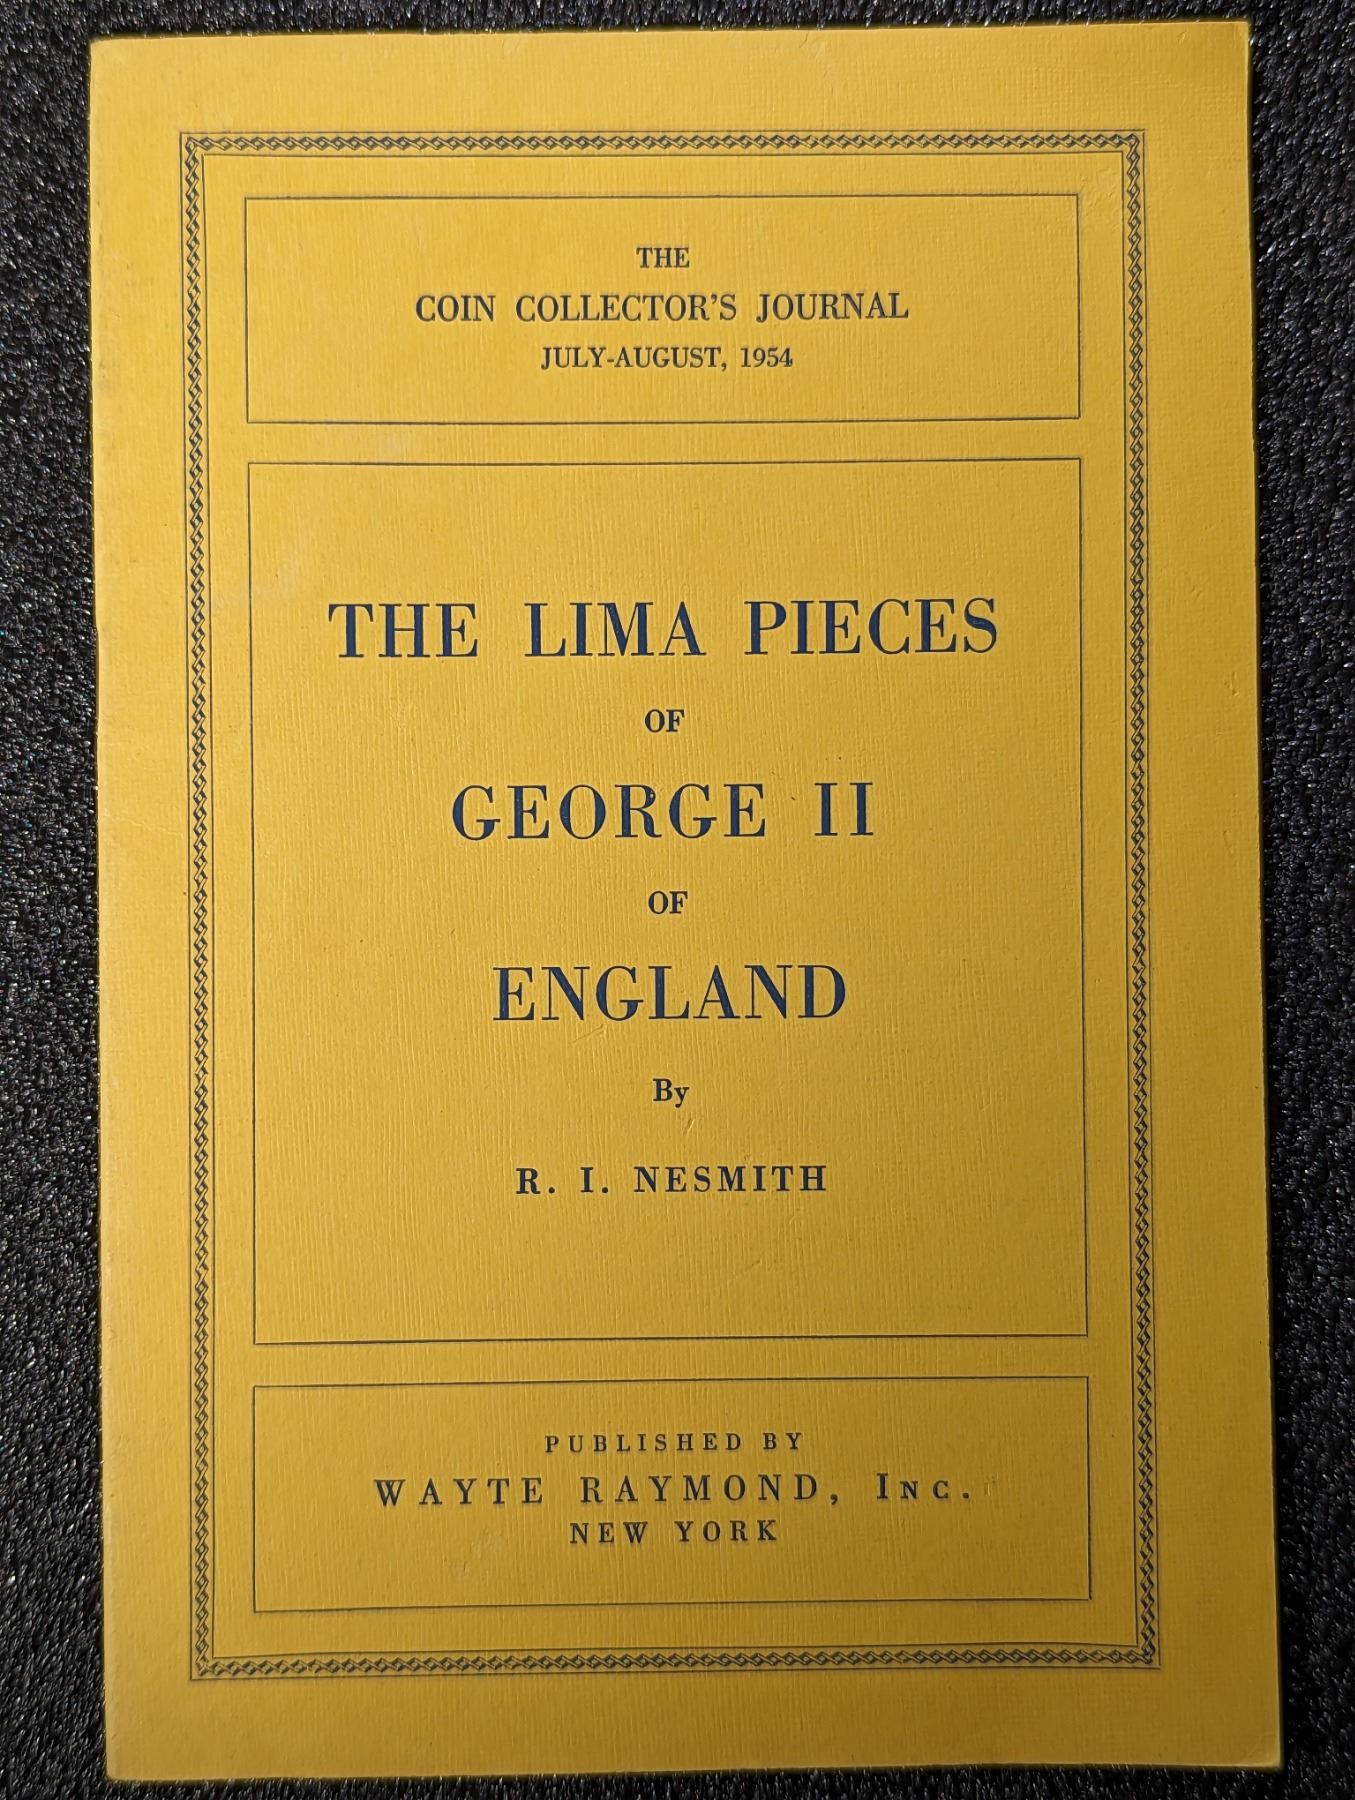 THE
COIN COLLECTOR'S JOURNAL
JULY-AUGUST, 1954
THE LIMA PIECES
OF
GEORGE II
OF
ENGLAND
By
R. I. NESMITH
PUBLISHED BY
WAYTE RAYMOND, INC.
NEW YORK